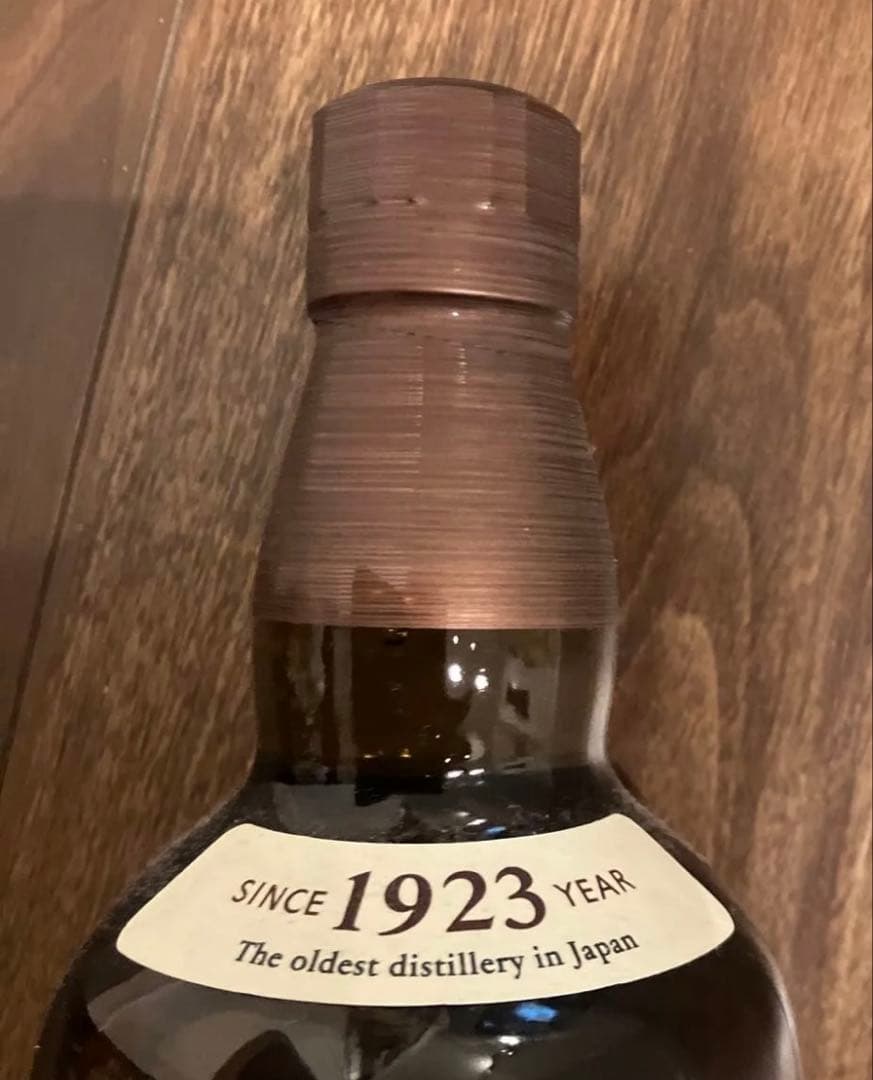 SINCE 1923 YEAR
The oldest distillery in Japan